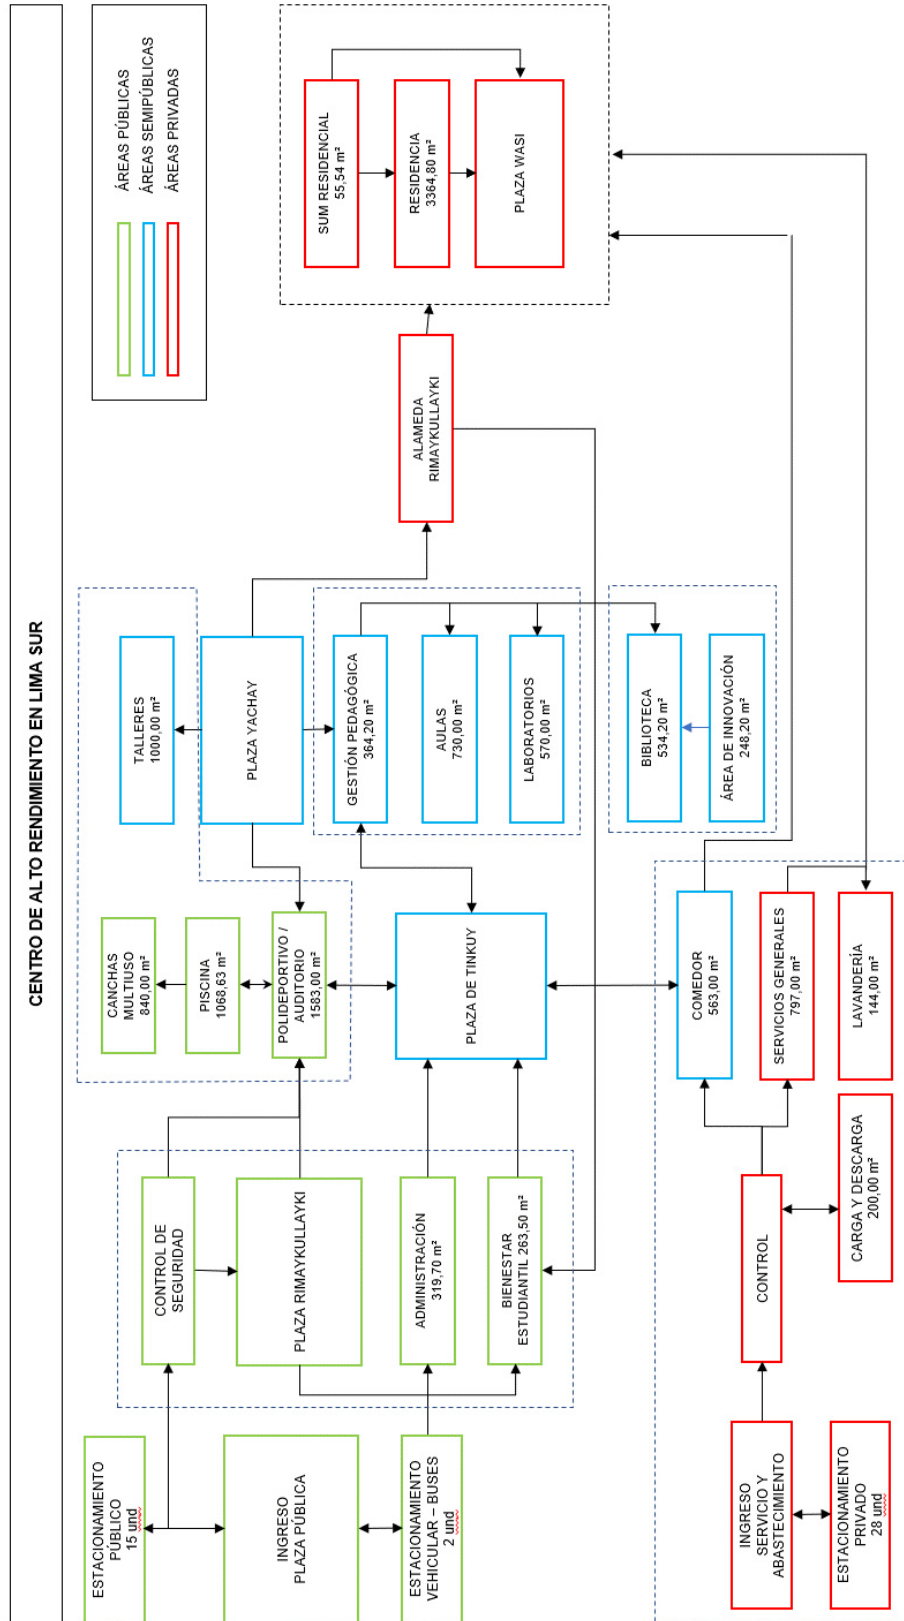 CENTRO DE ALTO RENDIMIENTO EN LIMA SUR
ÁREAS PÚBLICAS
ÁREAS SEMIPÚBLICAS
ÁREAS PRIVADAS
ESTACIONAMIENTO
PÚBLICO
15 und
INGRESO
PLAZA PÚBLICA
ESTACIONAMIENTO
VEHICULAR – BUSES
2 und
CONTROL DE
SEGURIDAD
PLAZA RIMAYKULLAYKI
ADMINISTRACIÓN
319,70 m²
BIENESTAR
ESTUDIANTIL 263,50 m²
CANCHAS
MULTIUSO
840,00 m²
PISCINA
1068,63 m²
POLIDEPORTIVO /
AUDITORIO
1583,00 m²
PLAZA DE TINKUY
TALLERES
1000,00 m²
PLAZA YACHAY
GESTIÓN PEDAGÓGICA
364,20 m²
AULAS
730,00 m²
LABORATORIOS
570,00 m²
BIBLIOTECA
534,20 m²
ÁREA DE INNOVACIÓN
248,20 m²
ALAMEDA
RIMAYKULLAYKI
SUM RESIDENCIAL
55,54 m²
RESIDENCIA
3364,80 m²
PLAZA WASI
INGRESO
SERVICIO Y
ABASTECIMIENTO
ESTACIONAMIENTO
PRIVADO
28 und
CONTROL
CARGA Y DESCARGA
200,00 m²
COMEDOR
563,00 m²
SERVICIOS GENERALES
797,00 m²
LAVANDERÍA
144,00 m²